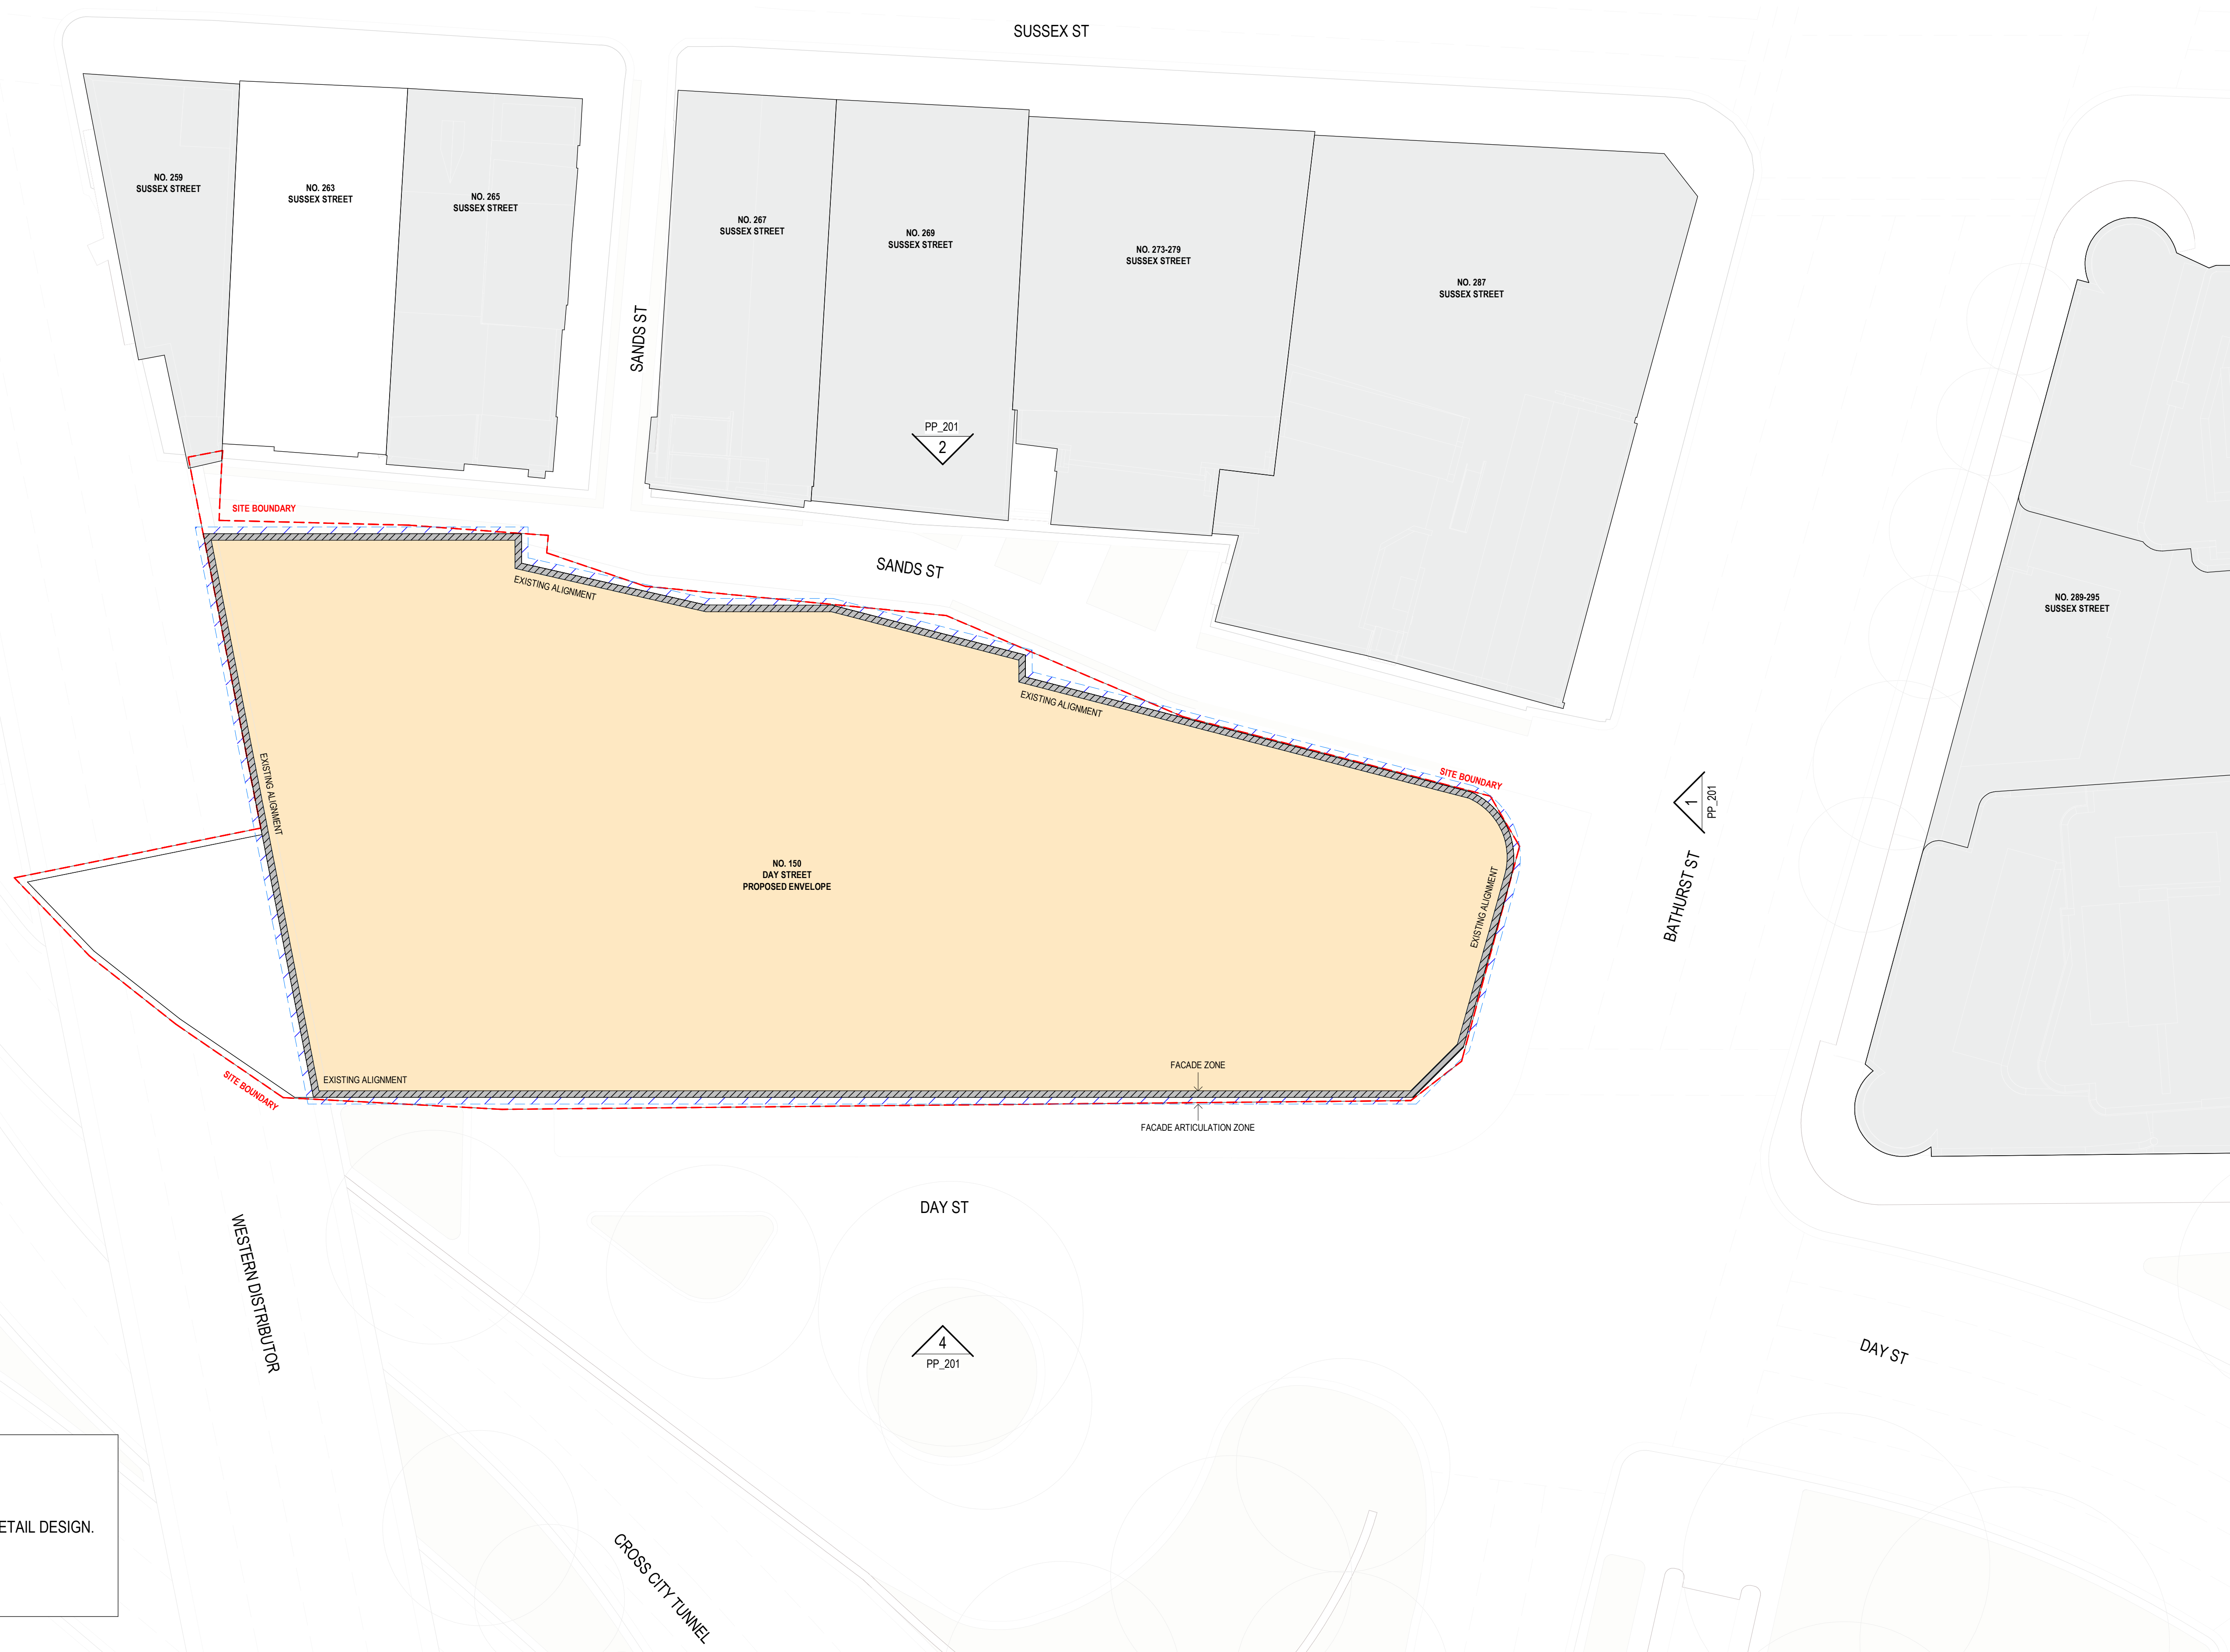 SUSSEX ST
NO. 259
SUSSEX STREET
NO. 263
SUSSEX STREET
NO. 265
SUSSEX STREET
NO. 267
SUSSEX STREET
NO. 269
SUSSEX STREET
NO. 273-279
SUSSEX STREET
NO. 287
SUSSEX STREET
SANDS ST
PP_201
2
SITE BOUNDARY
SANDS ST
EXISTING ALIGNMENT
NO. 289-295
SUSSEX STREET
EXISTING ALIGNMENT
SITE BOUNDARY
EXISTING ALIGNMENT
1
PP_201
NO. 150
DAY STREET
PROPOSED ENVELOPE
EXISTING ALIGNMENT
BATHURST ST
FACADE ZONE
EXISTING ALIGNMENT
SITE BOUNDARY
FACADE ARTICULATION ZONE
DAY ST
WESTERN DISTRIBUTOR
4
PP_201
DAY ST
ETAIL DESIGN.
CROSS CITY TUNNEL